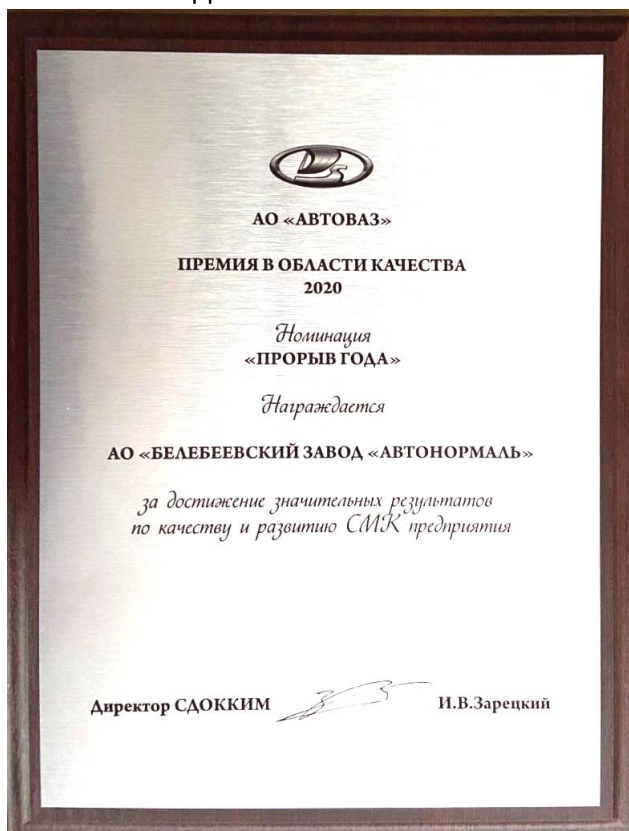 АО «АВТОВАЗ»
ПРЕМИЯ В ОБЛАСТИ КАЧЕСТВА
2020
Номинация
«ПРОРЫВ ГОДА»
Награждается
АО «БЕЛЕБЕЕВСКИЙ ЗАВОД «АВТОНОРМАЛЬ»
за достижение значительных результатов
по качеству и развитию СМК предприятия
Директор СДОККИМ И.В.Зарецкий